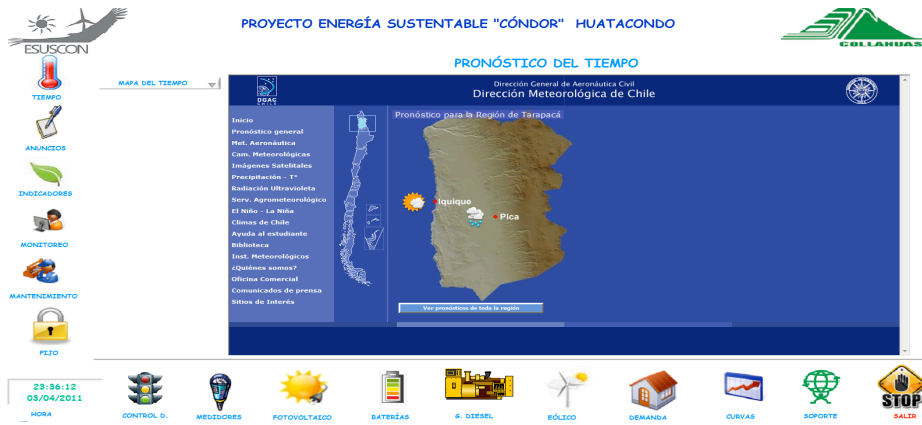 PROYECTO ENERGÍA SUSTENTABLE "CÓNDOR" HUATACONDO
ESUSCON
COLLAHUAS
PRONÓSTICO DEL TIEMPO
MAPA DEL TIEMPO
TIEMPO
ANUNCIOS
INDICADORES
MONITOREO
MANTENIMIENTO
FIJO
DGAC
CHILE
Dirección General de Aeronáutica Civil
Dirección Meteorológica de Chile
Inicio
Pronóstico general
Met. Aeronáutica
Cam. Meteorológicas
Imágenes Satelitales
Precipitación - T°
Radiación Ultravioleta
Serv. Agrometeorológico
El Niño - La Niña
Climas de Chile
Ayuda al estudiante
Biblioteca
Inst. Meteorológicos
¿Quiénes somos?
Oficina Comercial
Comunicados de prensa
Sitios de Interés
Pronóstico para la Región de Tarapacá
Iquique
Pica
Ver pronósticos de toda la región
23:36:12
03/04/2011
HORA
CONTROL D.
MEDIDORES
FOTOVOLTAICO
BATERÍAS
G. DIESEL
EÓLICO
DEMANDA
CURVAS
SOPORTE
STOP
SALIR